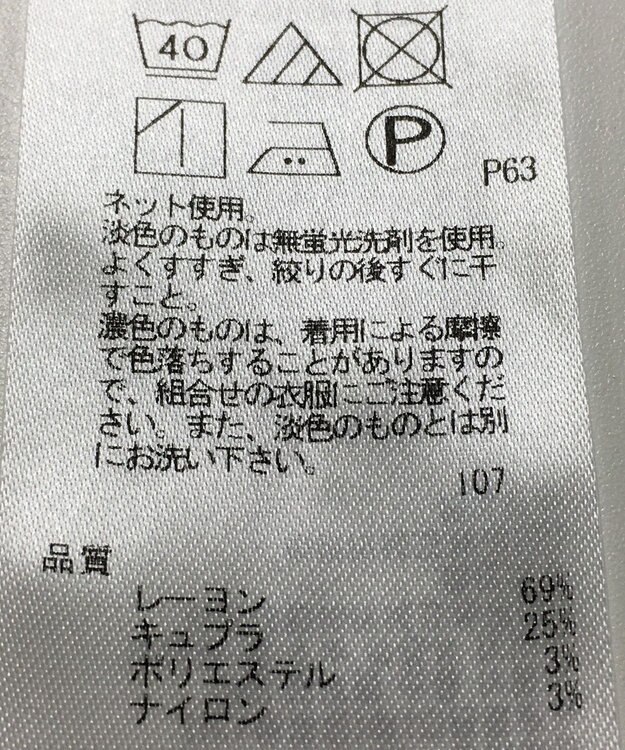 40
P
P63
ネット使用。
淡色のものは無蛍光洗剤を使用。
よくすすぎ、絞りの後すぐに干
すこと。
濃色のものは、着用による摩擦
で色落ちすることがありますの
で、組合せの衣服にご注意くだ
さい。また、淡色のものとは別
にお洗い下さい。
107
品質
レーヨン 69%
キュプラ 25%
ポリエステル 3%
ナイロン 3%